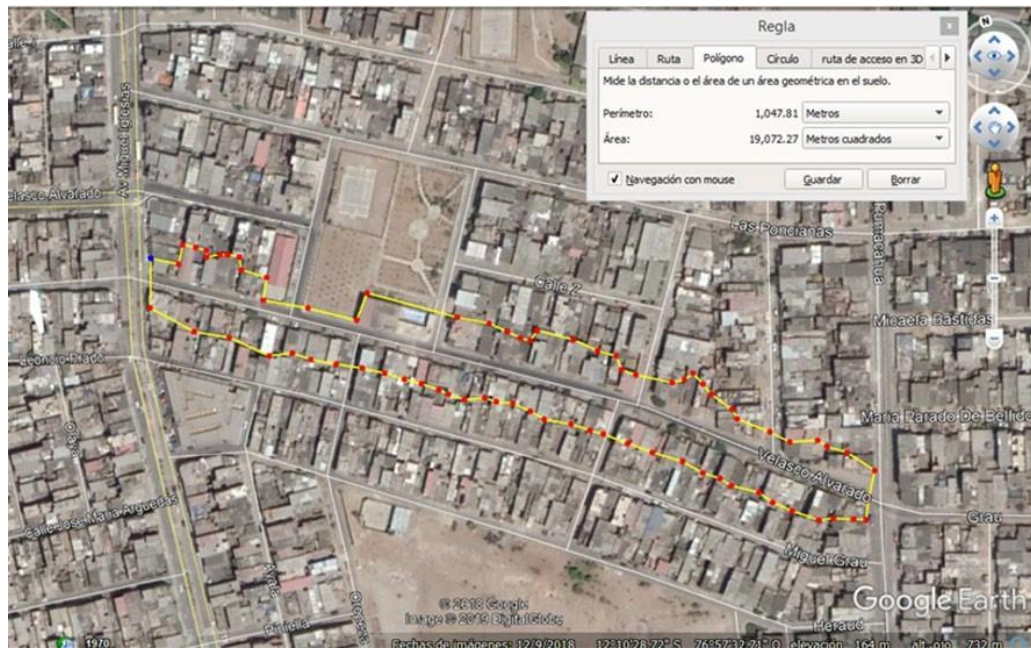 Regla
Línea Ruta Polígono Círculo ruta de acceso en 3D
Mide la distancia o el área de un área geométrica en el suelo.
Perímetro: 1,047.81 Metros
Área: 19,072.27 Metros cuadrados
Navegación con mouse Guardar Borrar
N
Av Miguel Iglesias
elasco Alvarado
Las Poncianas
Pumacahua
Calle Z
Micaela Bastidas
Leoncio Prado
Maria Parado De Bellido
Velasco Alvarado
Grau
Calle José María Arguedas
Miguel Grau
Google Earth
© 2018 Google
Image © 2019 DigitalGlobe
Heraud
1970
Fechas de imágenes: 12/9/2018 12°10'28.72" S 76°57'32.71" O elevación 164 m alt. ojo 732 m